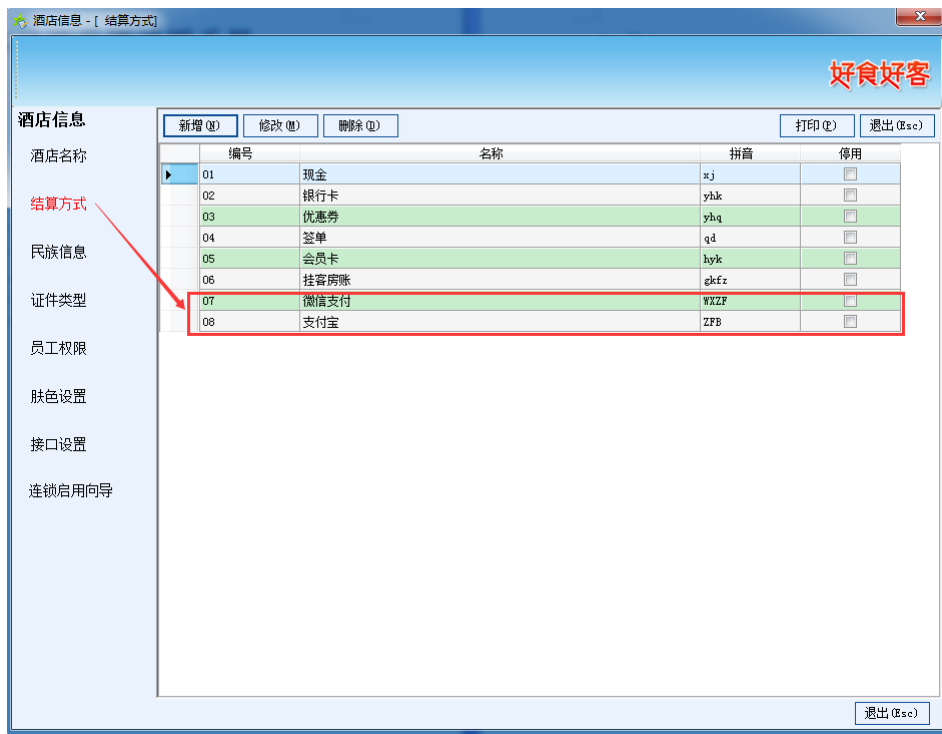 酒店信息 - [ 结算方式]
好食好客
酒店信息
酒店名称
结算方式
民族信息
证件类型
员工权限
肤色设置
接口设置
连锁启用向导
新增(N) 修改(M) 删除(D) 打印(P) 退出(Esc)
编号 名称 拼音 停用
01 现金 xj
02 银行卡 yhk
03 优惠券 yhq
04 签单 qd
05 会员卡 hyk
06 挂客房账 gkfz
07 微信支付 WXZF
08 支付宝 ZFB
退出(Esc)